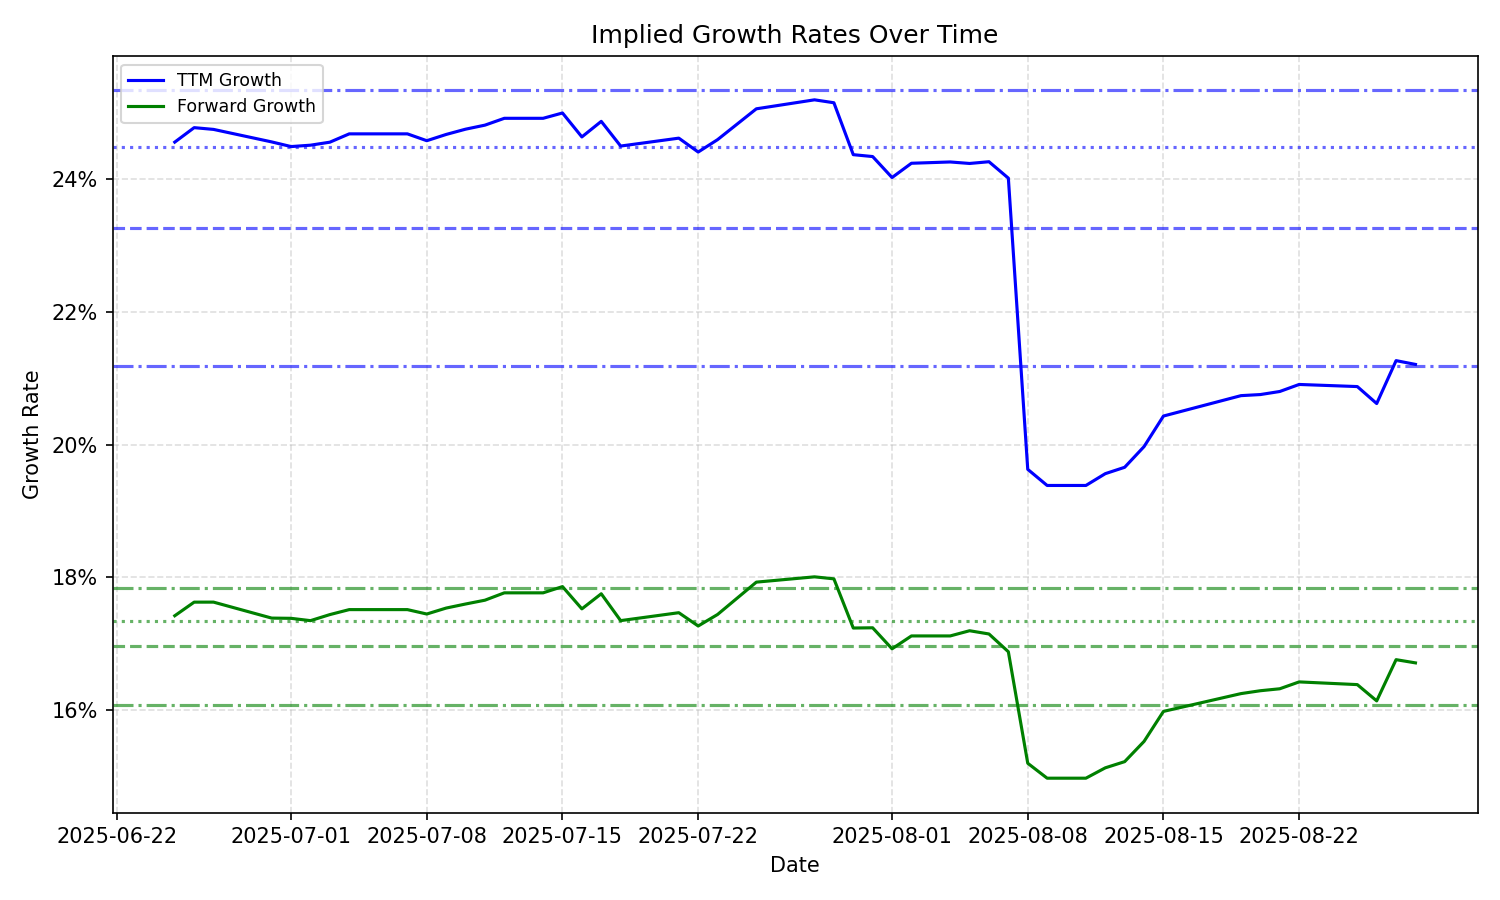 Implied Growth Rates Over Time
TTM Growth
Forward Growth
24%
22%
20%
18%
16%
Growth Rate
2025-06-22 2025-07-01 2025-07-08 2025-07-15 2025-07-22 2025-08-01 2025-08-08 2025-08-15 2025-08-22
Date